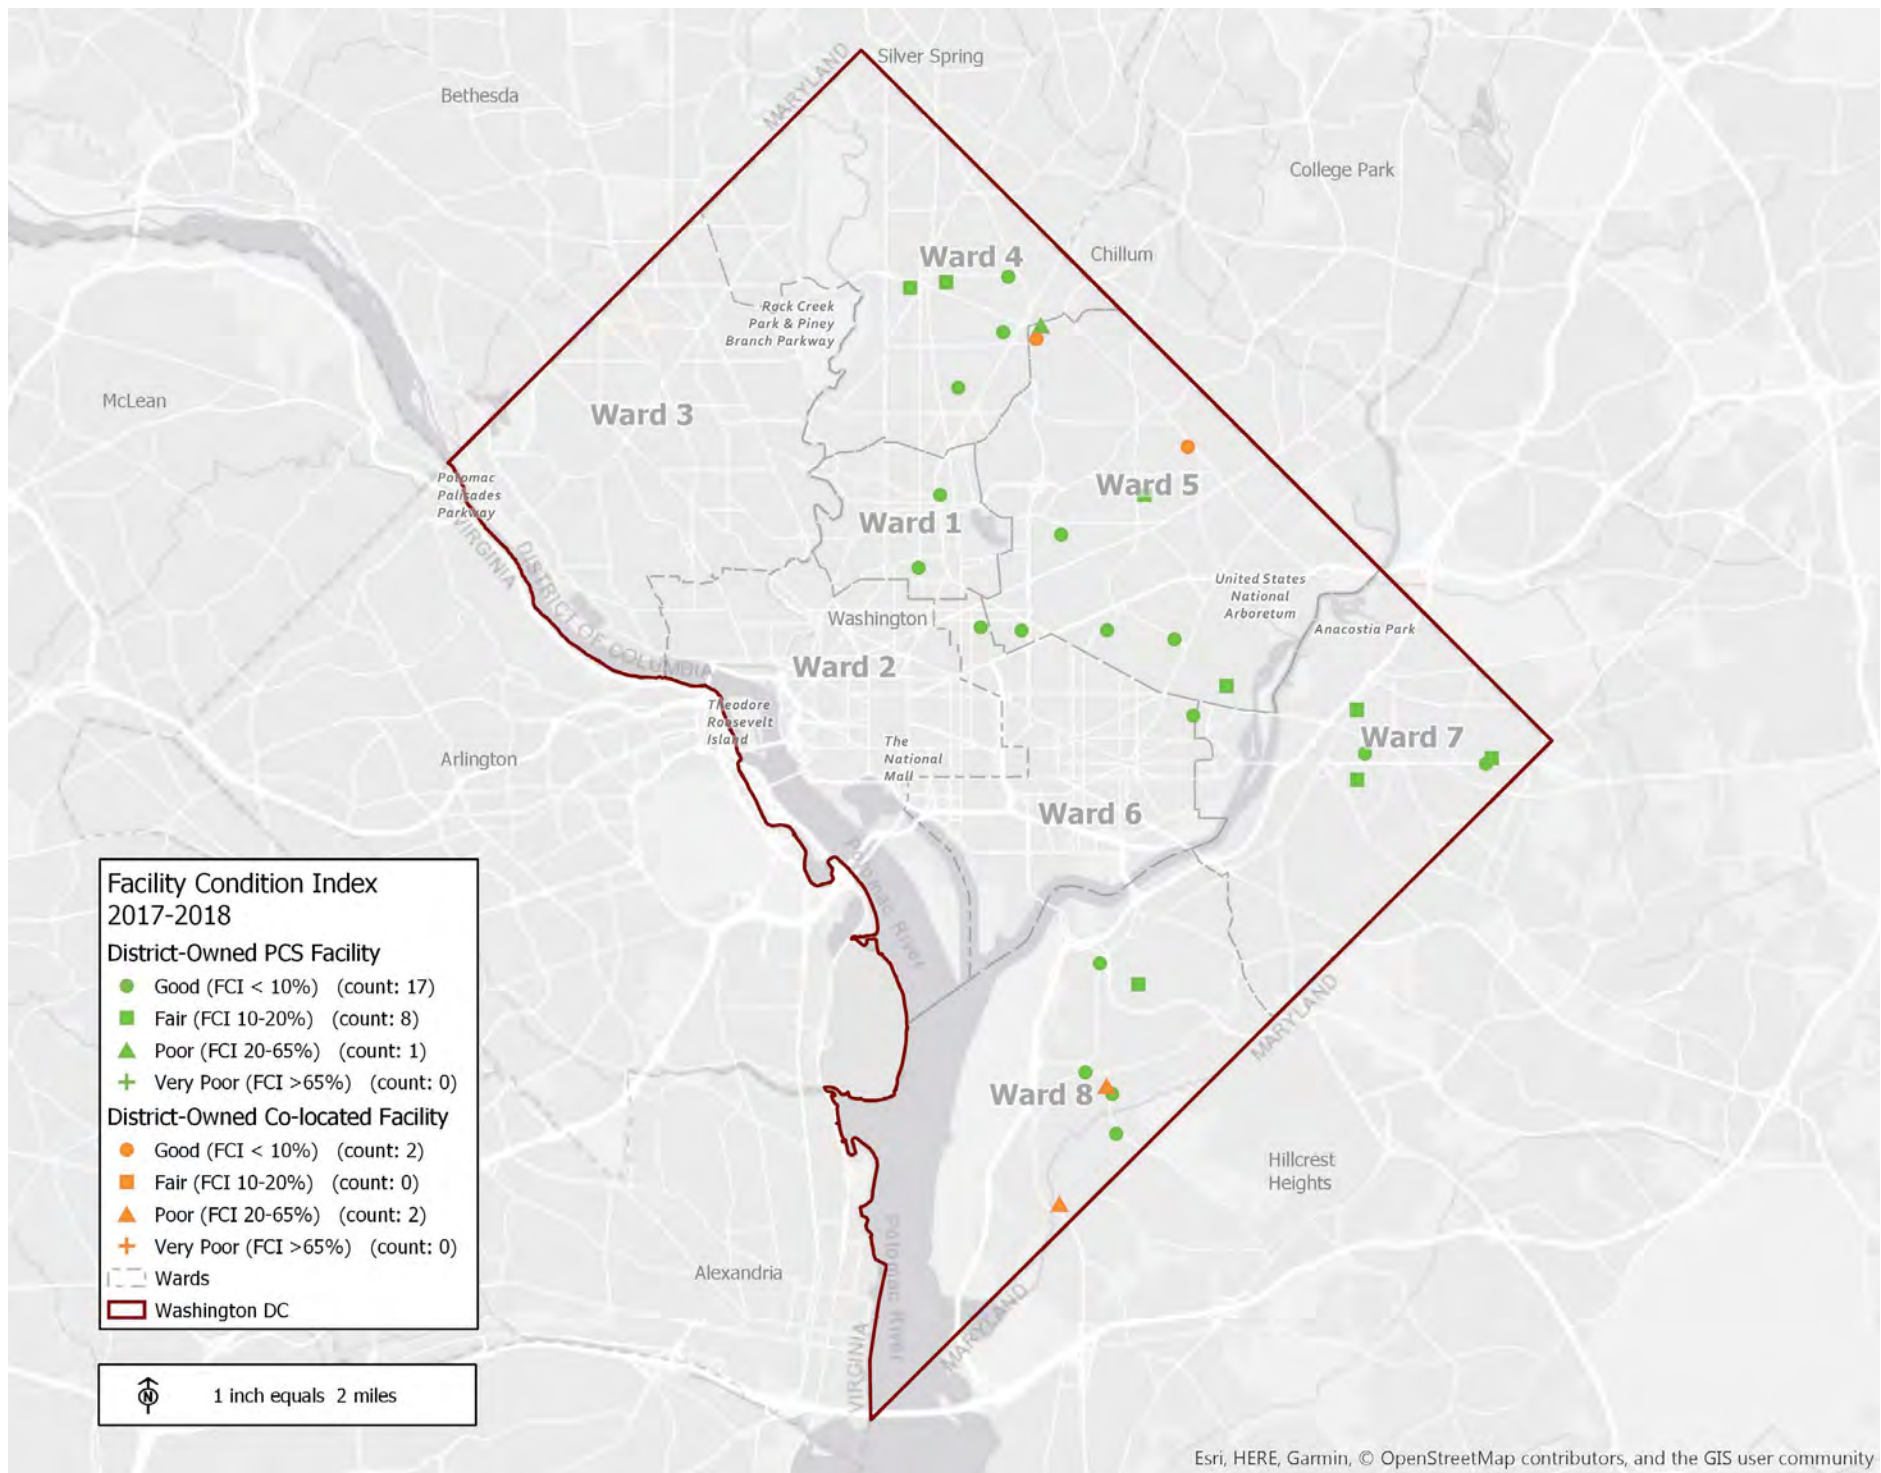 Silver Spring
MARYLAND
Bethesda
College Park
Ward 4
Chillum
Rock Creek
Park & Piney
Branch Parkway
McLean
Ward 3
Potomac
Palisades
Parkway
Ward 5
Ward 1
VIRGINIA
DISTRICT OF COLUMBIA
United States
National
Arboretum
Washington
Anacostia Park
Ward 2
Theodore
Roosevelt
Island
The
National
Mall
Ward 7
Arlington
Ward 6
Potomac River
Facility Condition Index
2017-2018
District-Owned PCS Facility
Good (FCI < 10%) (count: 17)
Fair (FCI 10-20%) (count: 8)
Poor (FCI 20-65%) (count: 1)
Very Poor (FCI >65%) (count: 0)
District-Owned Co-located Facility
Good (FCI < 10%) (count: 2)
Fair (FCI 10-20%) (count: 0)
Poor (FCI 20-65%) (count: 2)
Very Poor (FCI >65%) (count: 0)
Wards
Washington DC
MARYLAND
Ward 8
Hillcrest
Heights
Alexandria
Potomac River
MARYLAND
VIRGINIA
N
1 inch equals 2 miles
Esri, HERE, Garmin, © OpenStreetMap contributors, and the GIS user community